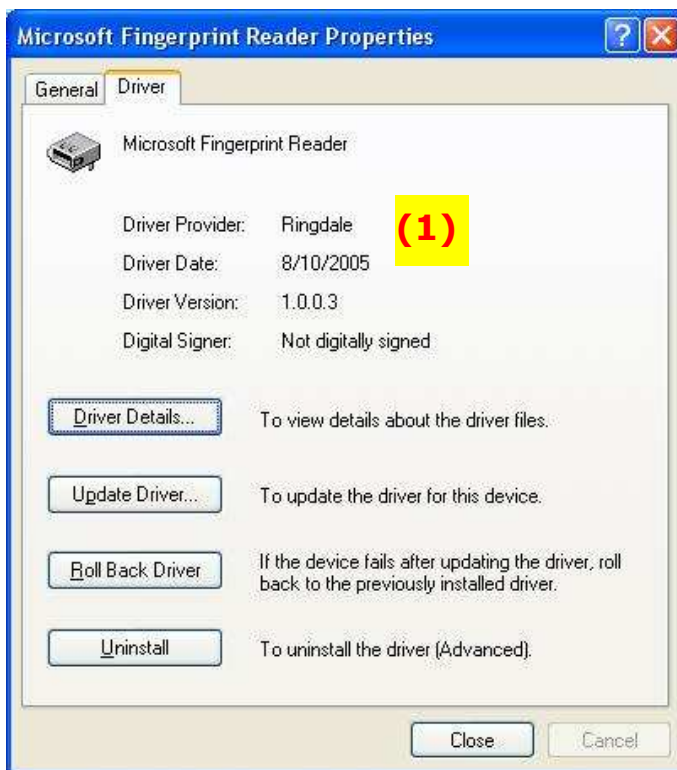 Microsoft Fingerprint Reader Properties
General Driver
Microsoft Fingerprint Reader
Driver Provider: Ringdale (1)
Driver Date: 8/10/2005
Driver Version: 1.0.0.3
Digital Signer: Not digitally signed
Driver Details... To view details about the driver files.
Update Driver... To update the driver for this device.
Roll Back Driver If the device fails after updating the driver, roll
back to the previously installed driver.
Uninstall To uninstall the driver (Advanced).
Close Cancel